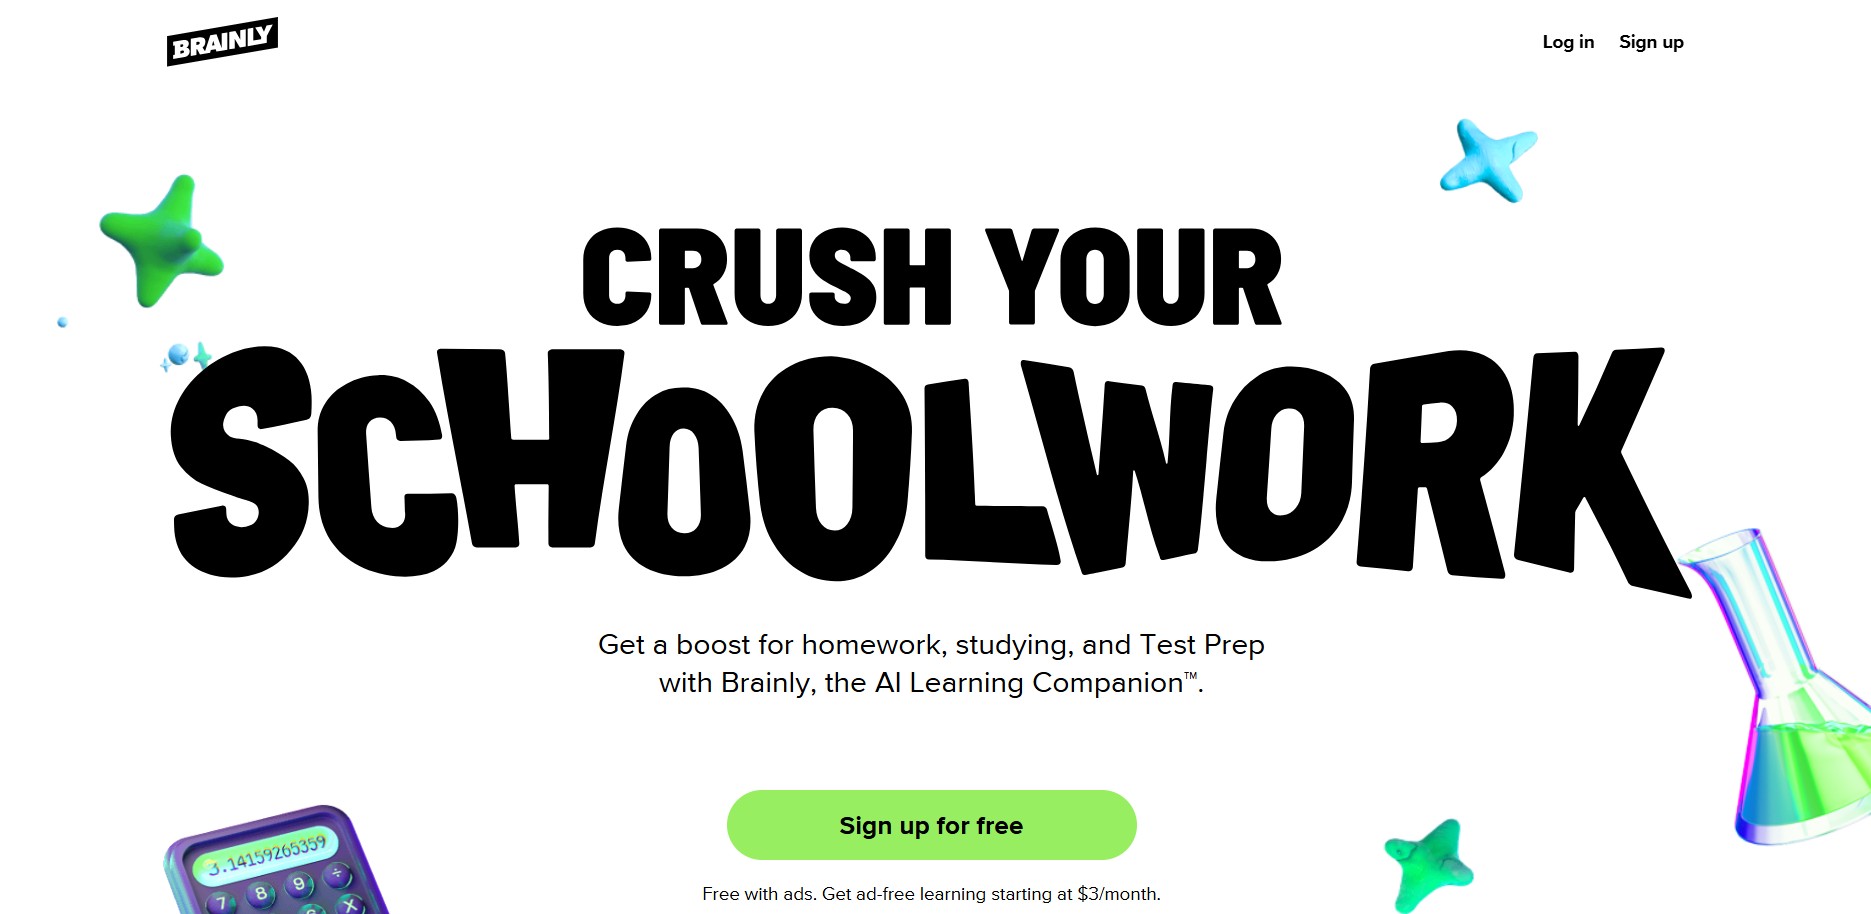 BRAINLY
Log in
Sign up
CRUSH YOUR
SCHOOLWORK
Get a boost for homework, studying, and Test Prep
with Brainly, the AI Learning Companion™.
Sign up for free
Free with ads. Get ad-free learning starting at $3/month.
3.14159265359
7 8 9 ÷
6 X